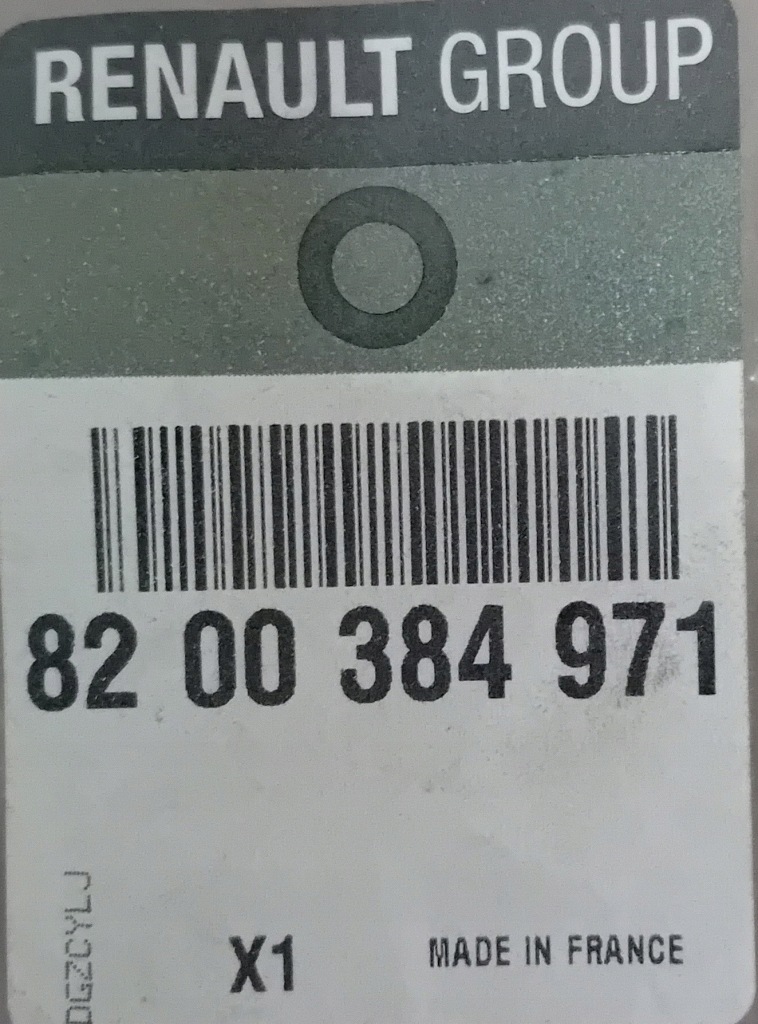 RENAULT GROUP
82 00 384 971
DGZCYLJ
X1
MADE IN FRANCE